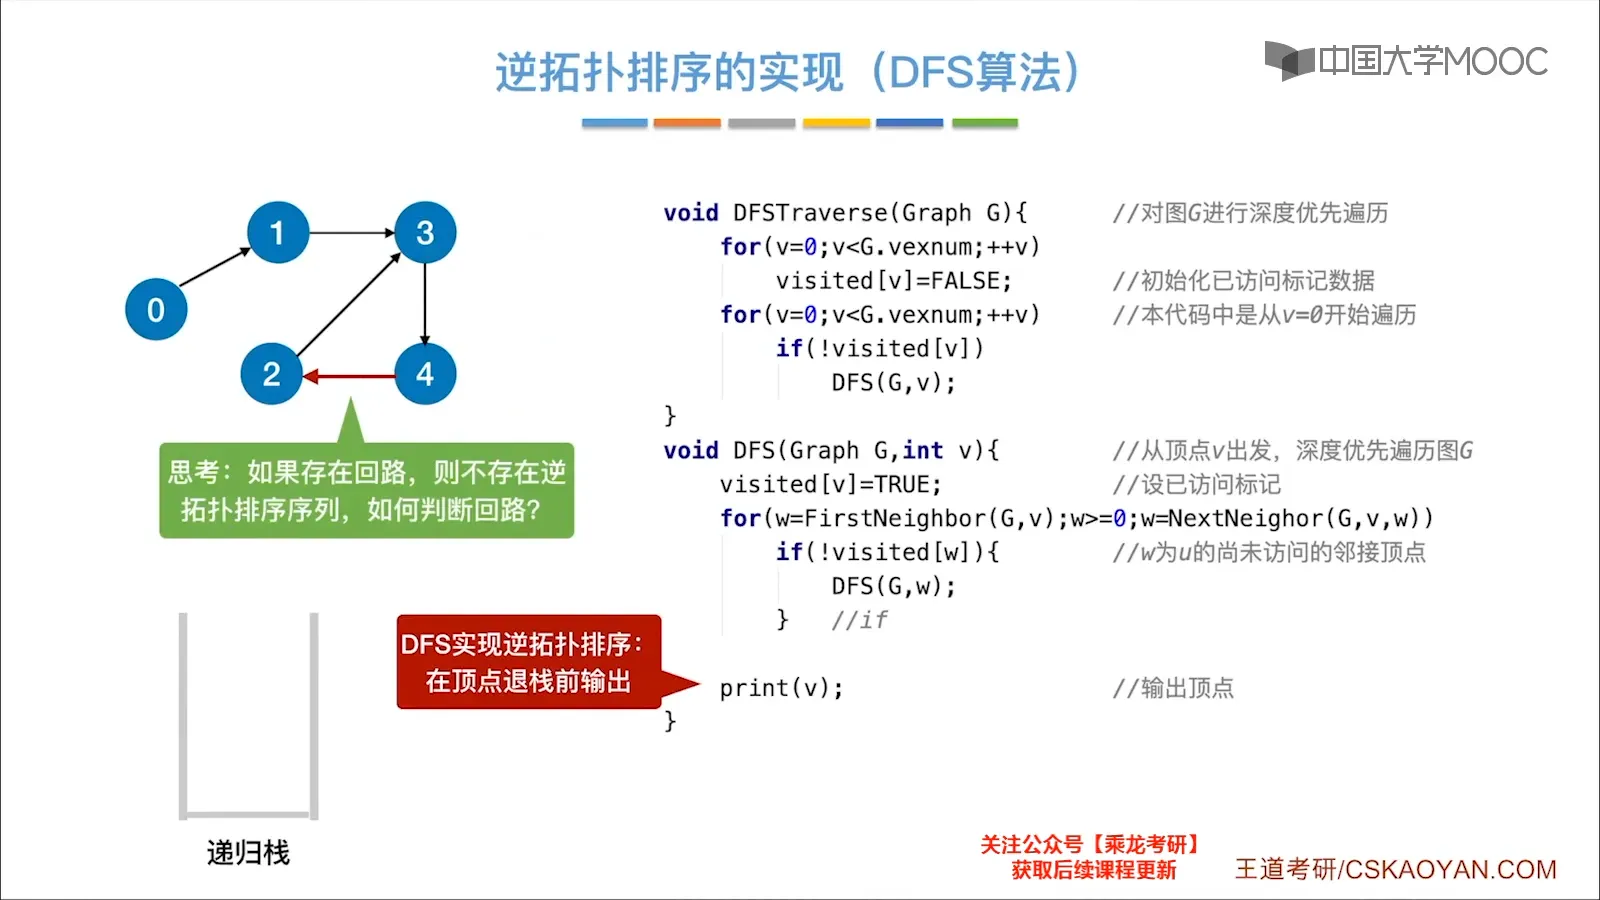 逆拓扑排序的实现（DFS算法）
中国大学MOOC
1
3
0
2
4
思考：如果存在回路，则不存在逆
拓扑排序序列，如何判断回路？
void DFSTraverse(Graph G){ //对图G进行深度优先遍历
for(v=0;v<G.vexnum;++v)
visited[v]=FALSE; //初始化已访问标记数据
for(v=0;v<G.vexnum;++v) //本代码中是从v=0开始遍历
if(!visited[v])
DFS(G,v);
}
void DFS(Graph G,int v){ //从顶点v出发，深度优先遍历图G
visited[v]=TRUE; //设已访问标记
for(w=FirstNeighbor(G,v);w>=0;w=NextNeighor(G,v,w))
if(!visited[w]){ //w为u的尚未访问的邻接顶点
DFS(G,w);
} //if
print(v); //输出顶点
}
DFS实现逆拓扑排序：
在顶点退栈前输出
递归栈
关注公众号【乘龙考研】
获取后续课程更新
王道考研/CSKAOYAN.COM